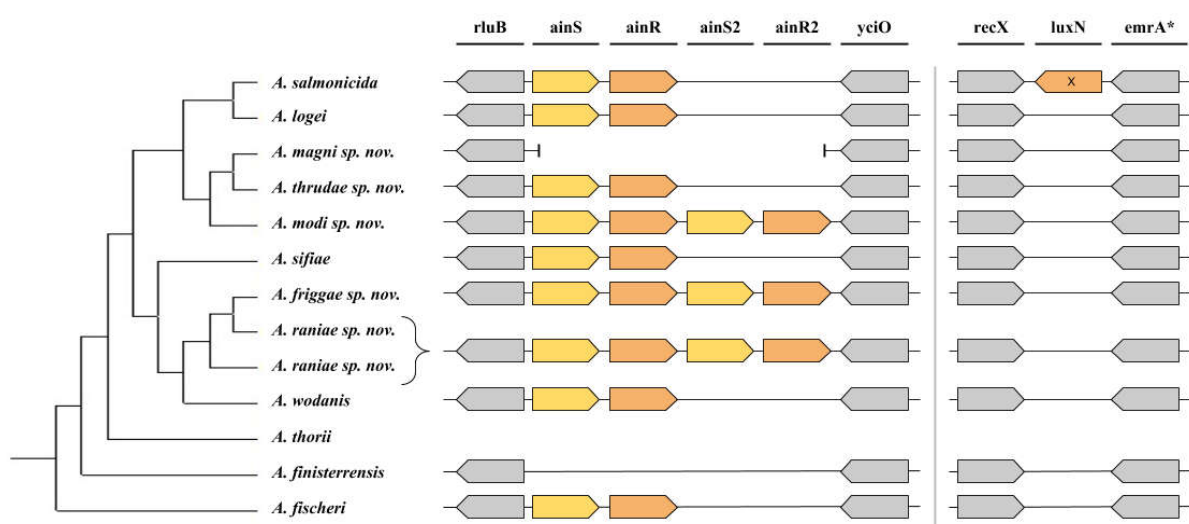 rluB ainS ainR ainS2 ainR2 yciO recX luxN emrA*
A. salmonicida X
A. logei
A. magni sp. nov.
A. thrudae sp. nov.
A. modi sp. nov.
A. sifiae
A. friggae sp. nov.
A. raniae sp. nov.
A. raniae sp. nov.
A. wodanis
A. thorii
A. finisterrensis
A. fischeri